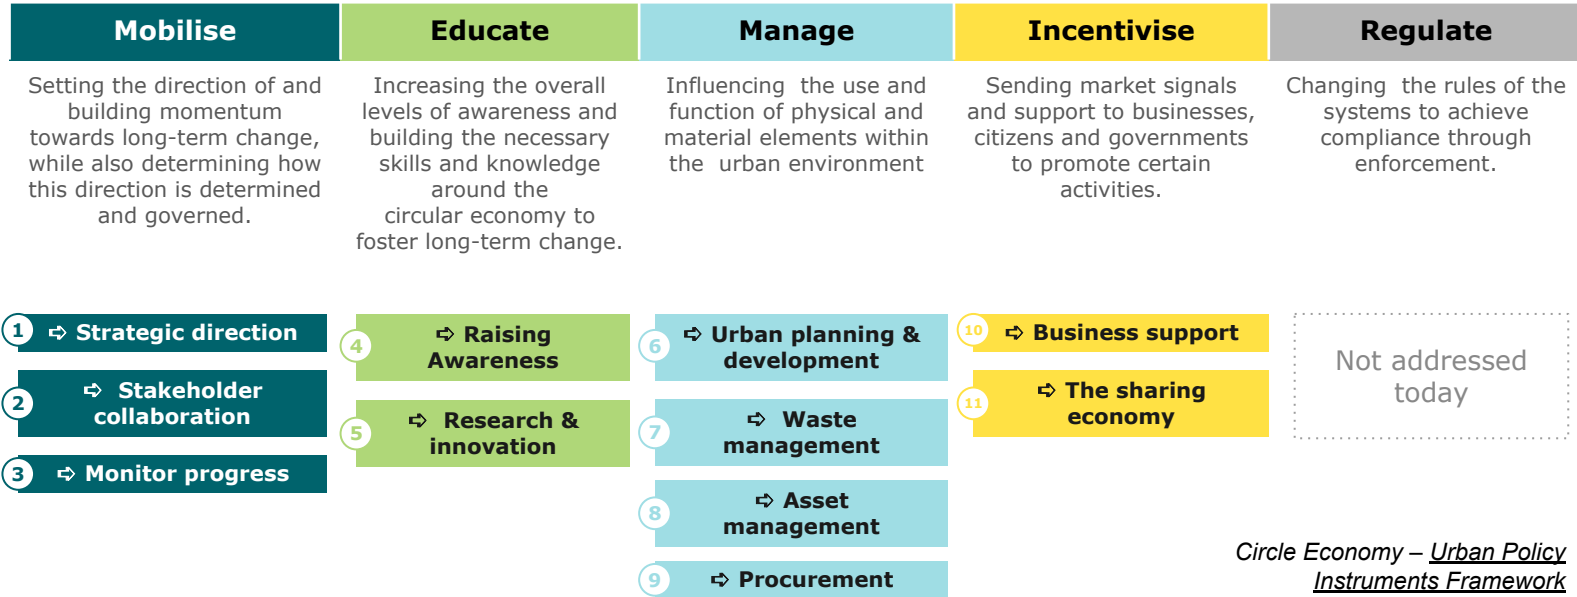 Mobilise
Educate
Manage
Incentivise
Regulate
Setting the direction of and
building momentum
towards long-term change,
while also determining how
this direction is determined
and governed.
Increasing the overall
levels of awareness and
building the necessary
skills and knowledge
around the
circular economy to
foster long-term change.
Influencing the use and
function of physical and
material elements within
the urban environment
Sending market signals
and support to businesses,
citizens and governments
to promote certain
activities.
Changing the rules of the
systems to achieve
compliance through
enforcement.
1 ➪ Strategic direction
2 ➪ Stakeholder
collaboration
3 ➪ Monitor progress
4 ➪ Raising
Awareness
5 ➪ Research &
innovation
6 ➪ Urban planning &
development
7 ➪ Waste
management
8 ➪ Asset
management
9 ➪ Procurement
10 ➪ Business support
11 ➪ The sharing
economy
Not addressed
today
Circle Economy – Urban Policy
Instruments Framework